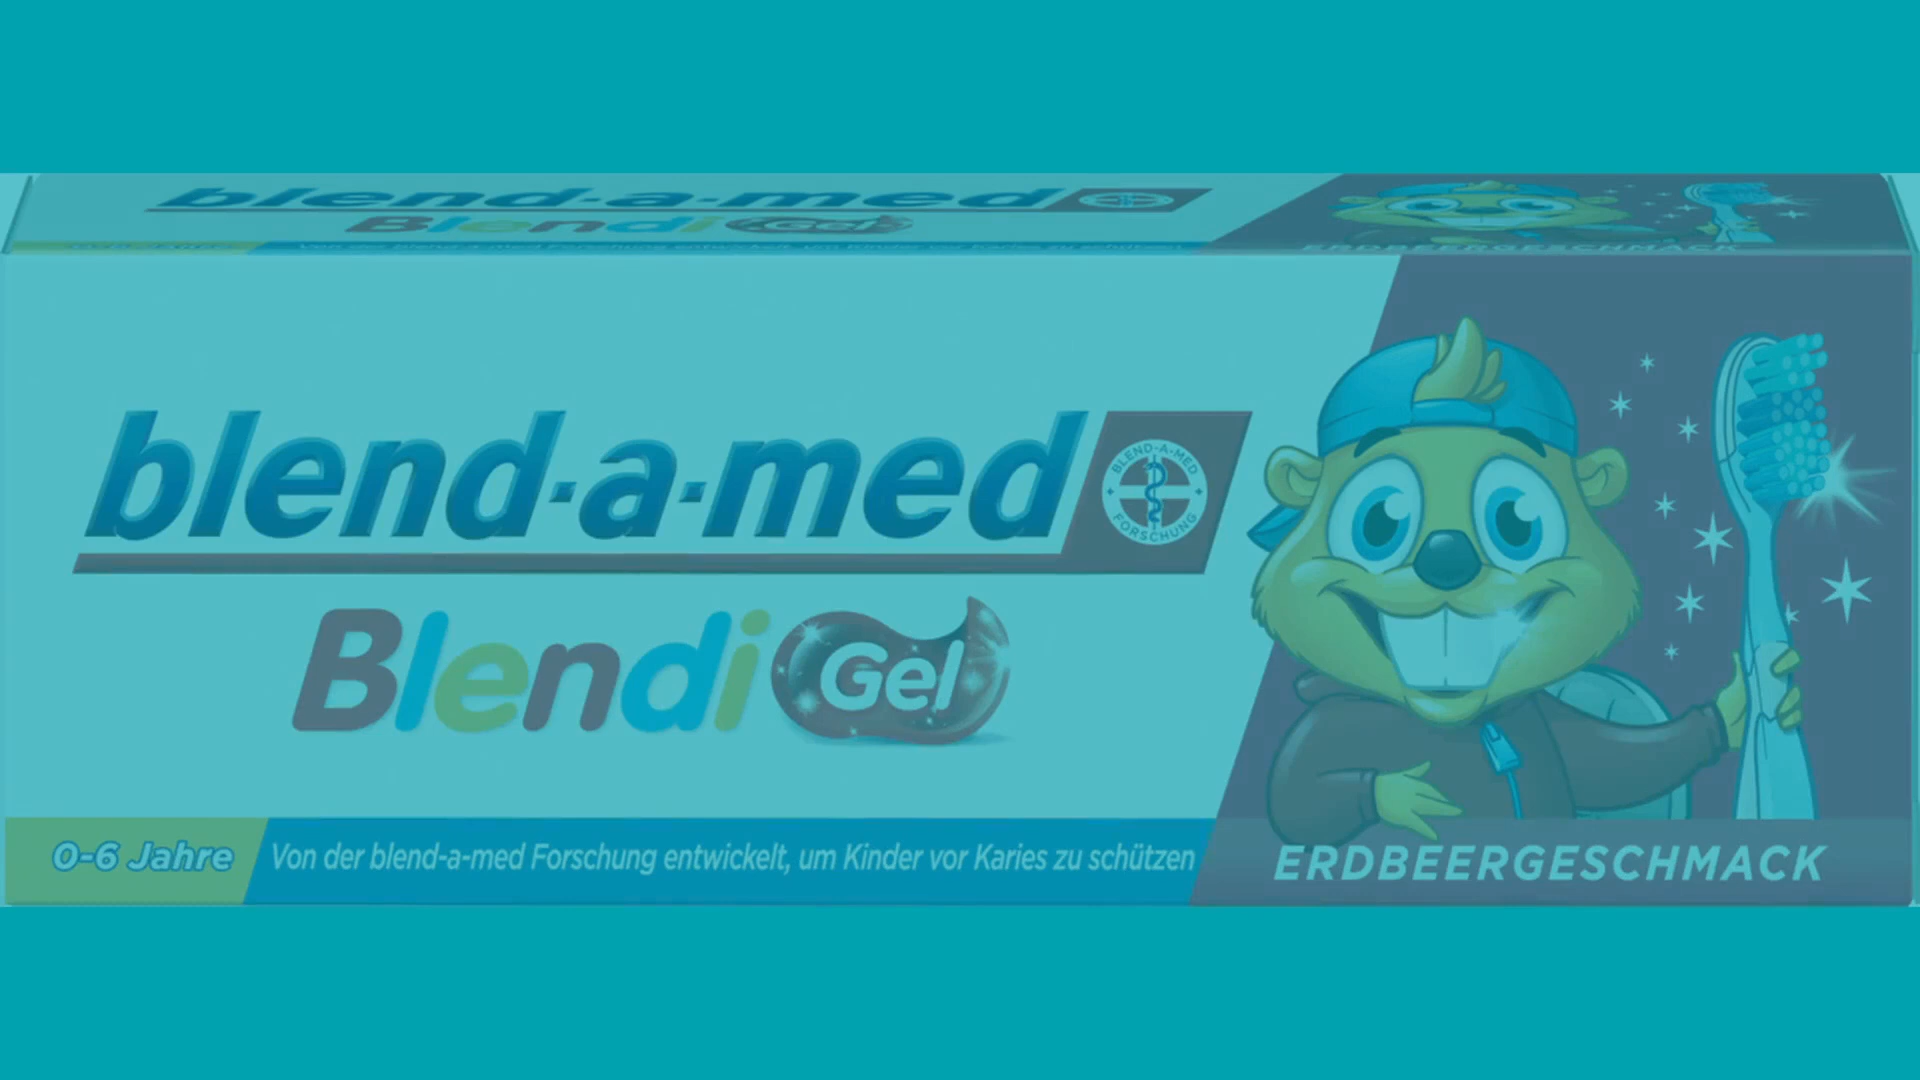 blend-a-med
Blendi Gel
ERDBEERGESCHMACK
blend-a-med
BLEND-A-MED
FORSCHUNG
Blendi Gel
0-6 Jahre
Von der blend-a-med Forschung entwickelt, um Kinder vor Karies zu schützen
ERDBEERGESCHMACK